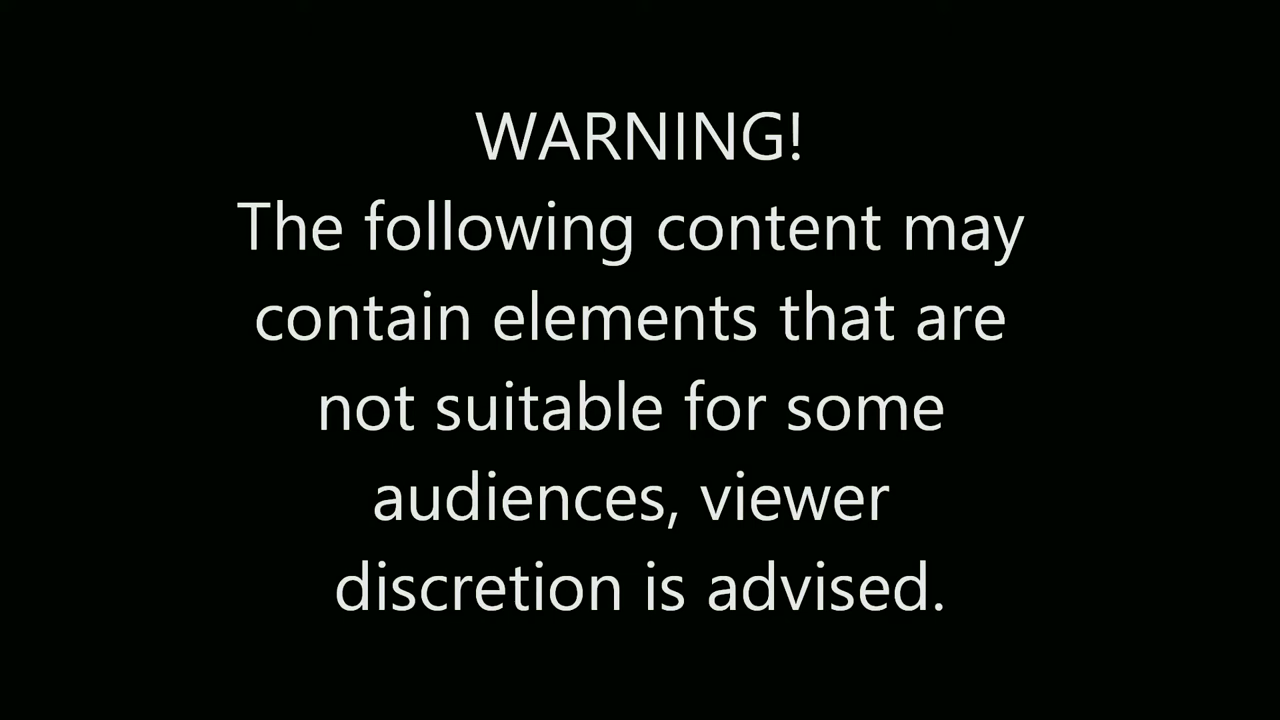 WARNING!
The following content may
contain elements that are
not suitable for some
audiences, viewer
discretion is advised.